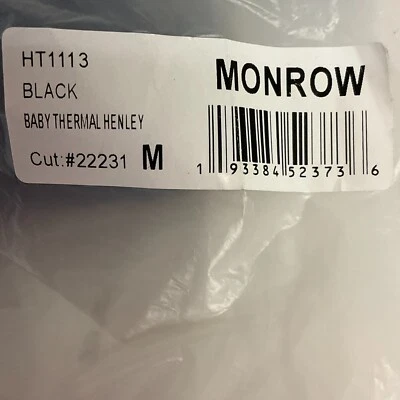 HT1113
BLACK
BABY THERMAL HENLEY
Cut:#22231 M
MONROW
1 93384 52373 6